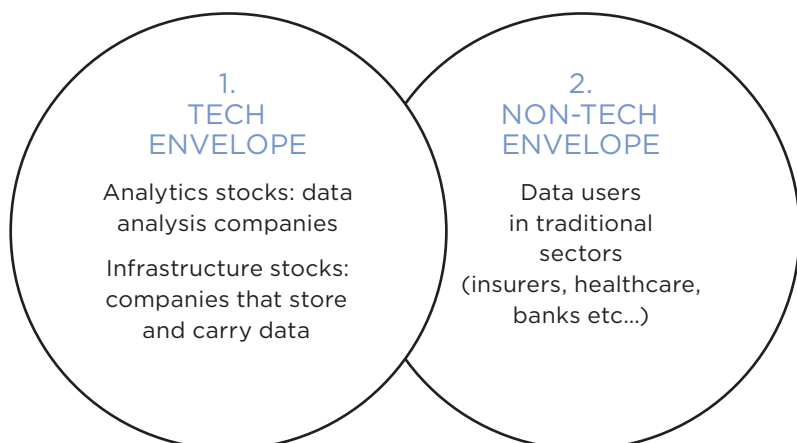 1.
TECH
ENVELOPE
Analytics stocks: data
analysis companies
Infrastructure stocks:
companies that store
and carry data
2.
NON-TECH
ENVELOPE
Data users
in traditional
sectors
(insurers, healthcare,
banks etc...)